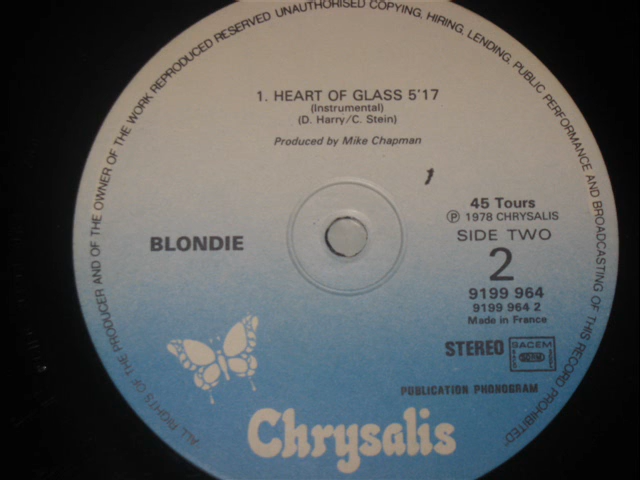 ALL RIGHTS OF THE PRODUCER AND OF THE OWNER OF THE WORK REPRODUCED RESERVED UNAUTHORISED COPYING, HIRING, LENDING, PUBLIC PERFORMANCE AND BROADCASTING OF THIS RECORD PROHIBITED
1. HEART OF GLASS 5'17
(Instrumental)
(D. Harry/C. Stein)
Produced by Mike Chapman
1
45 Tours
Ⓟ 1978 CHRYSALIS
SIDE TWO
BLONDIE
2
9199 964
9199 964 2
Made in France
STEREO
SACEM
PUBLICATION PHONOGRAM
Chrysalis